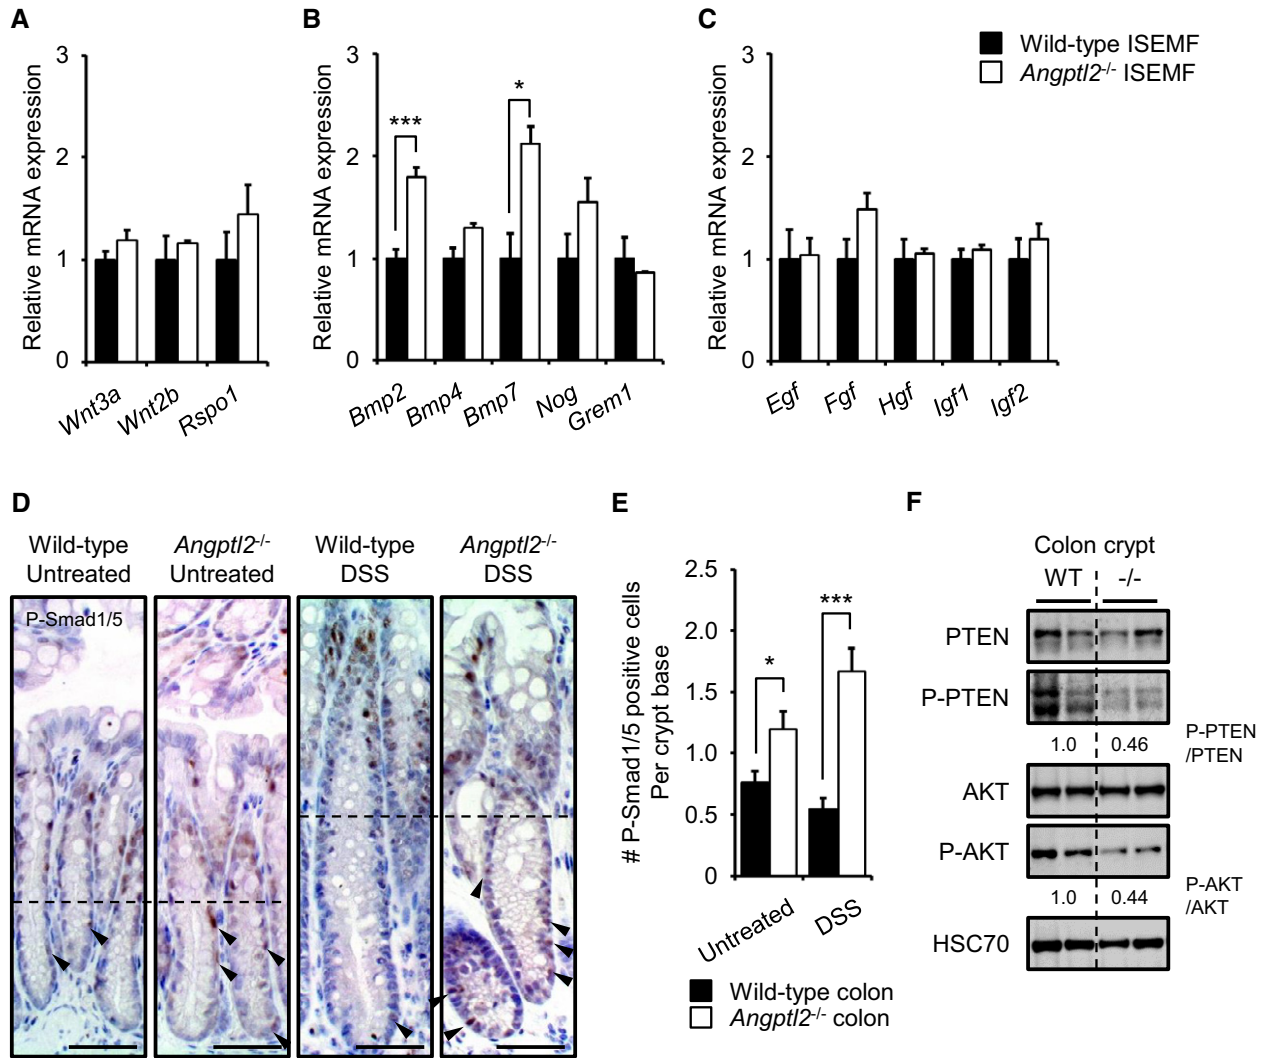 A
B
C
Wild-type ISEMF
Angptl2-/- ISEMF
Relative mRNA expression
3
2
1
0
Wnt3a
Wnt2b
Rspo1
Relative mRNA expression
3
2
1
0
***
*
Bmp2
Bmp4
Bmp7
Nog
Grem1
Relative mRNA expression
3
2
1
0
Egf
Fgf
Hgf
Igf1
Igf2
D
Wild-type
Untreated
Angptl2-/-
Untreated
Wild-type
DSS
Angptl2-/-
DSS
P-Smad1/5
E
# P-Smad1/5 positive cells
Per crypt base
2.5
2.0
1.5
1.0
0.5
0
*
***
Untreated
DSS
Wild-type colon
Angptl2-/- colon
F
Colon crypt
WT
-/-
PTEN
P-PTEN
1.0
0.46
P-PTEN
/PTEN
AKT
P-AKT
1.0
0.44
P-AKT
/AKT
HSC70